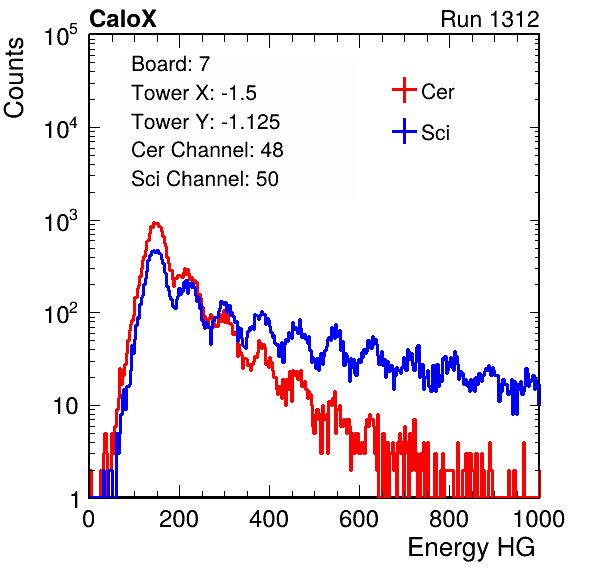 CaloX Run 1312
Counts
Board: 7
Tower X: -1.5
Tower Y: -1.125
Cer Channel: 48
Sci Channel: 50
Cer
Sci
10^5
10^4
10^3
10^2
10
1
0 200 400 600 800 1000
Energy HG